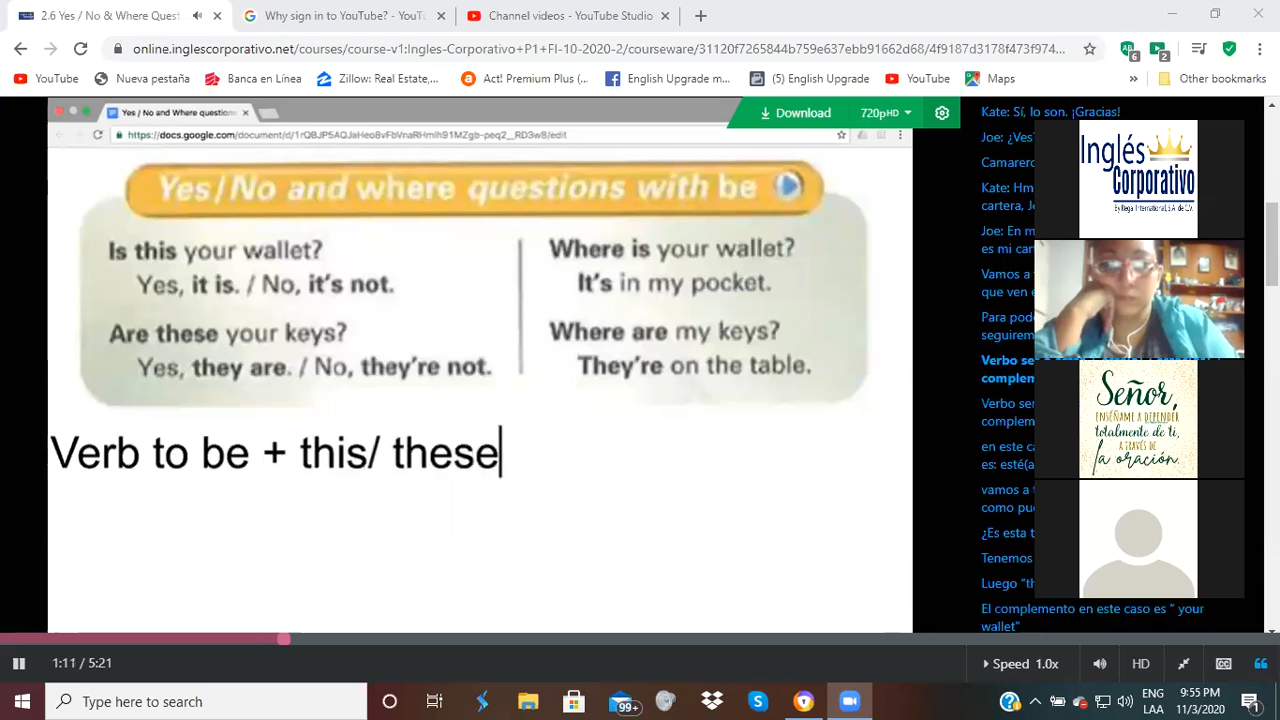 2.6 Yes / No & Where Quest
Why sign in to YouTube? - YouT
Channel videos - YouTube Studio
online.inglescorporativo.net/courses/course-v1:Ingles-Corporativo+P1+FI-10-2020-2/courseware/31120f7265844b759e637ebb91662d68/4f9187d3178f473f974...
6
2
YouTube
Nueva pestaña
Banca en Línea
Zillow: Real Estate,...
Act! Premium Plus (...
English Upgrade m...
(5) English Upgrade
YouTube
Maps
»
Other bookmarks
Yes / No and Where question
Download
720pHD
Yes/No and where questions with be
Is this your wallet?
Yes, it is. / No, it's not.
Are these your keys?
Yes, they are. / No, they're not.
Where is your wallet?
It's in my pocket.
Where are my keys?
They're on the table.
Verb to be + this/ these
Kate: Sí, lo son. ¡Gracias!
Joe: ¿Ves
Camarero
Kate: Hm
cartera, J
Joe: En m
es mi car
Vamos a
que ven e
Para pod
seguirem
Verbo se
complem
Verbo ser
complem
en este ca
es: esté(a
vamos a t
como pue
¿Es esta t
Tenemos
Luego "th
El complemento en este caso es " your
wallet"
Inglés
Corporativo
Señor,
ENSÉÑAME A DEPENDER
totalmente de ti,
A TRAVÉS DE
la oración.
1:11 / 5:21
Speed 1.0x
HD
Type here to search
99+
ENG
LAA
9:55 PM
11/3/2020
1